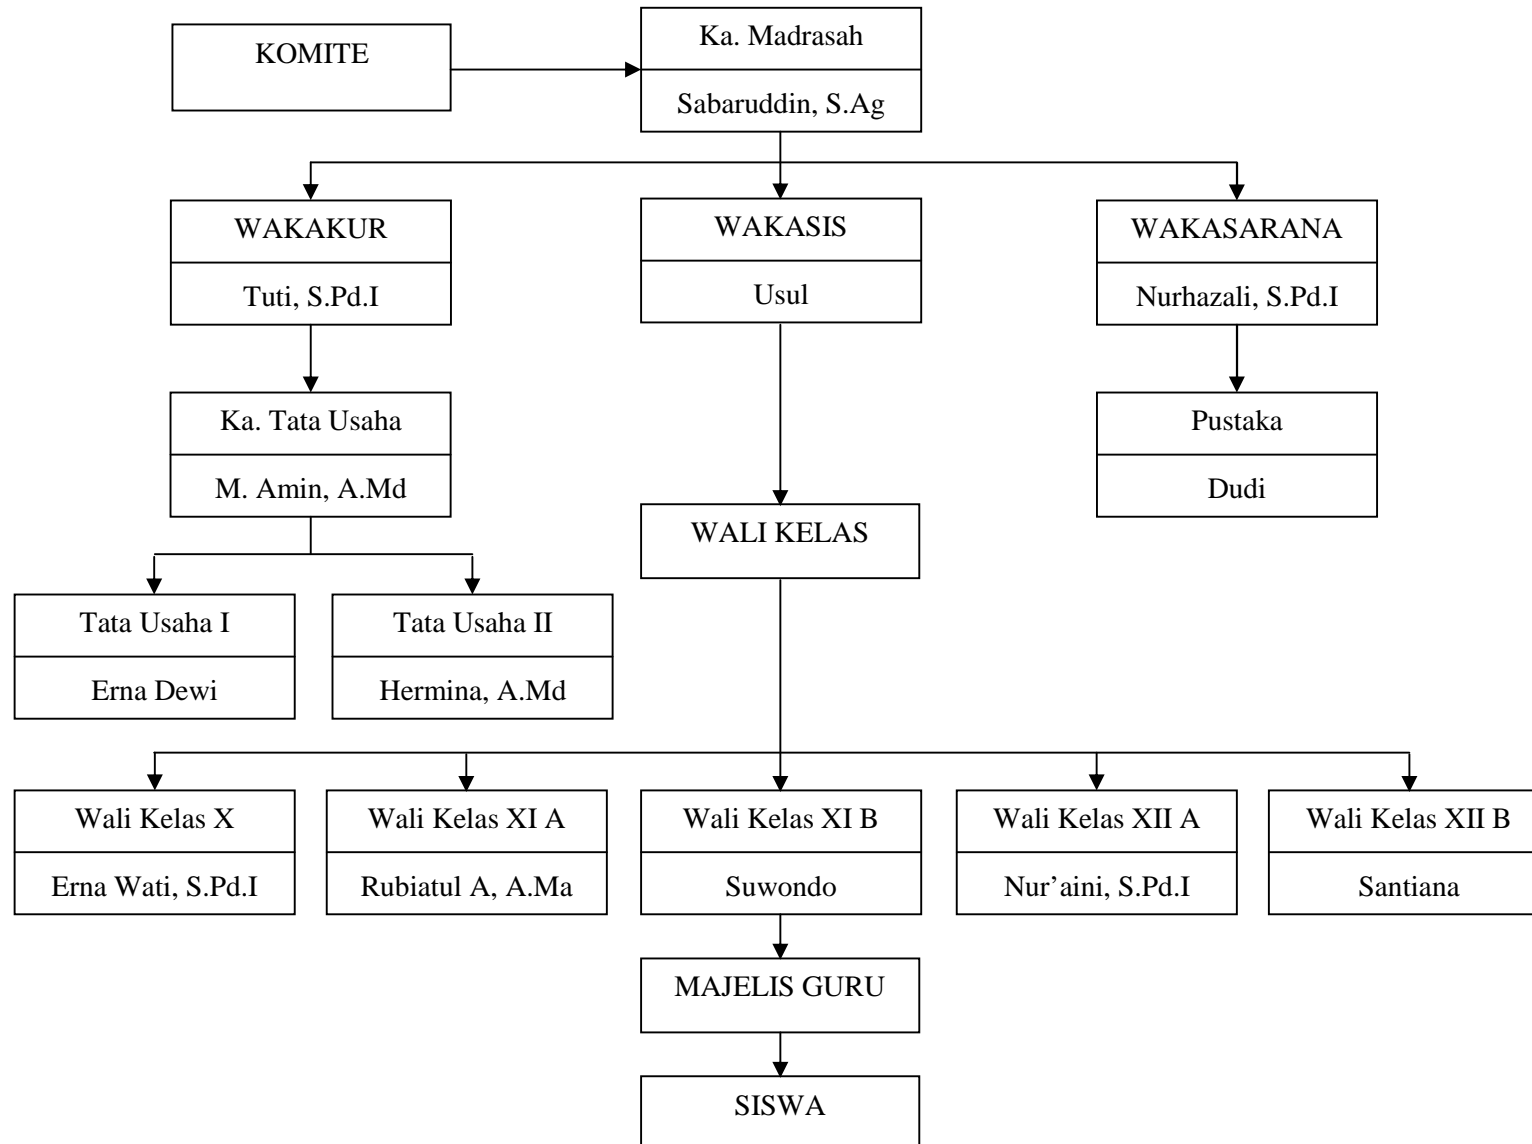 KOMITE
Ka. Madrasah
Sabaruddin, S.Ag
WAKAKUR
Tuti, S.Pd.I
WAKASIS
Usul
WAKASARANA
Nurhazali, S.Pd.I
Ka. Tata Usaha
M. Amin, A.Md
Pustaka
Dudi
WALI KELAS
Tata Usaha I
Erna Dewi
Tata Usaha II
Hermina, A.Md
Wali Kelas X
Erna Wati, S.Pd.I
Wali Kelas XI A
Rubiatul A, A.Ma
Wali Kelas XI B
Suwondo
Wali Kelas XII A
Nur’aini, S.Pd.I
Wali Kelas XII B
Santiana
MAJELIS GURU
SISWA